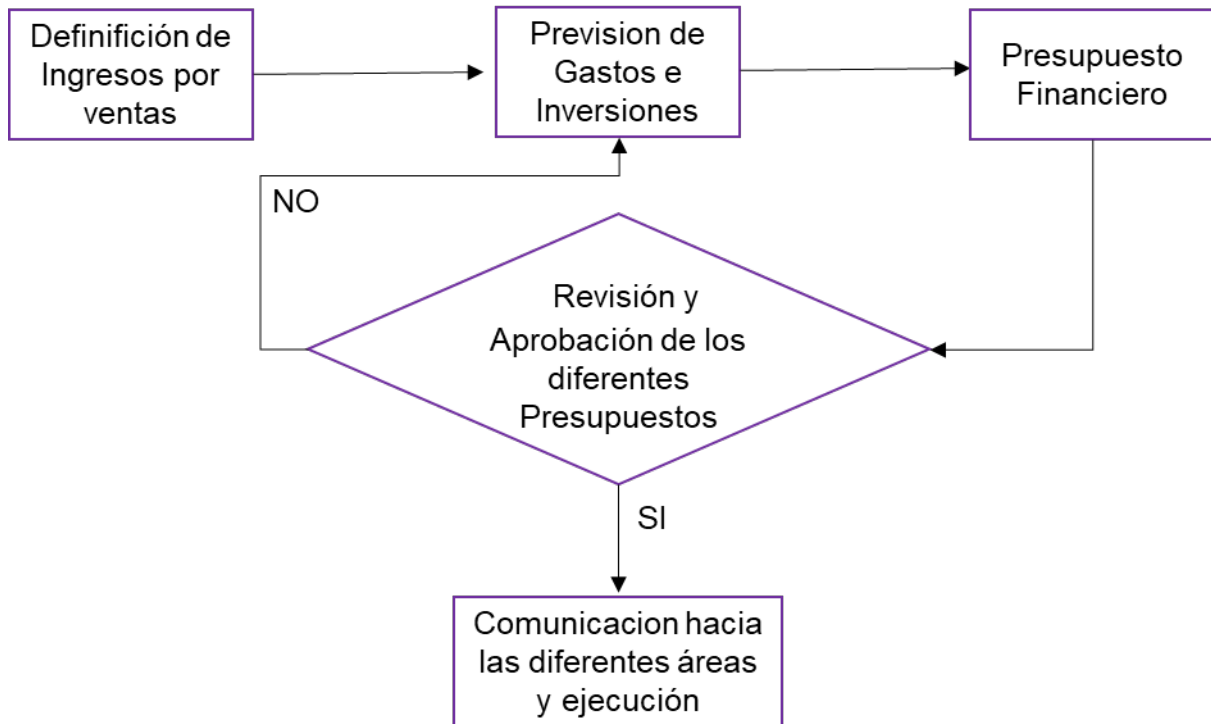 Definifición de
Ingresos por
ventas
Prevision de
Gastos e
Inversiones
Presupuesto
Financiero
NO
Revisión y
Aprobación de los
diferentes
Presupuestos
SI
Comunicacion hacia
las diferentes áreas
y ejecución